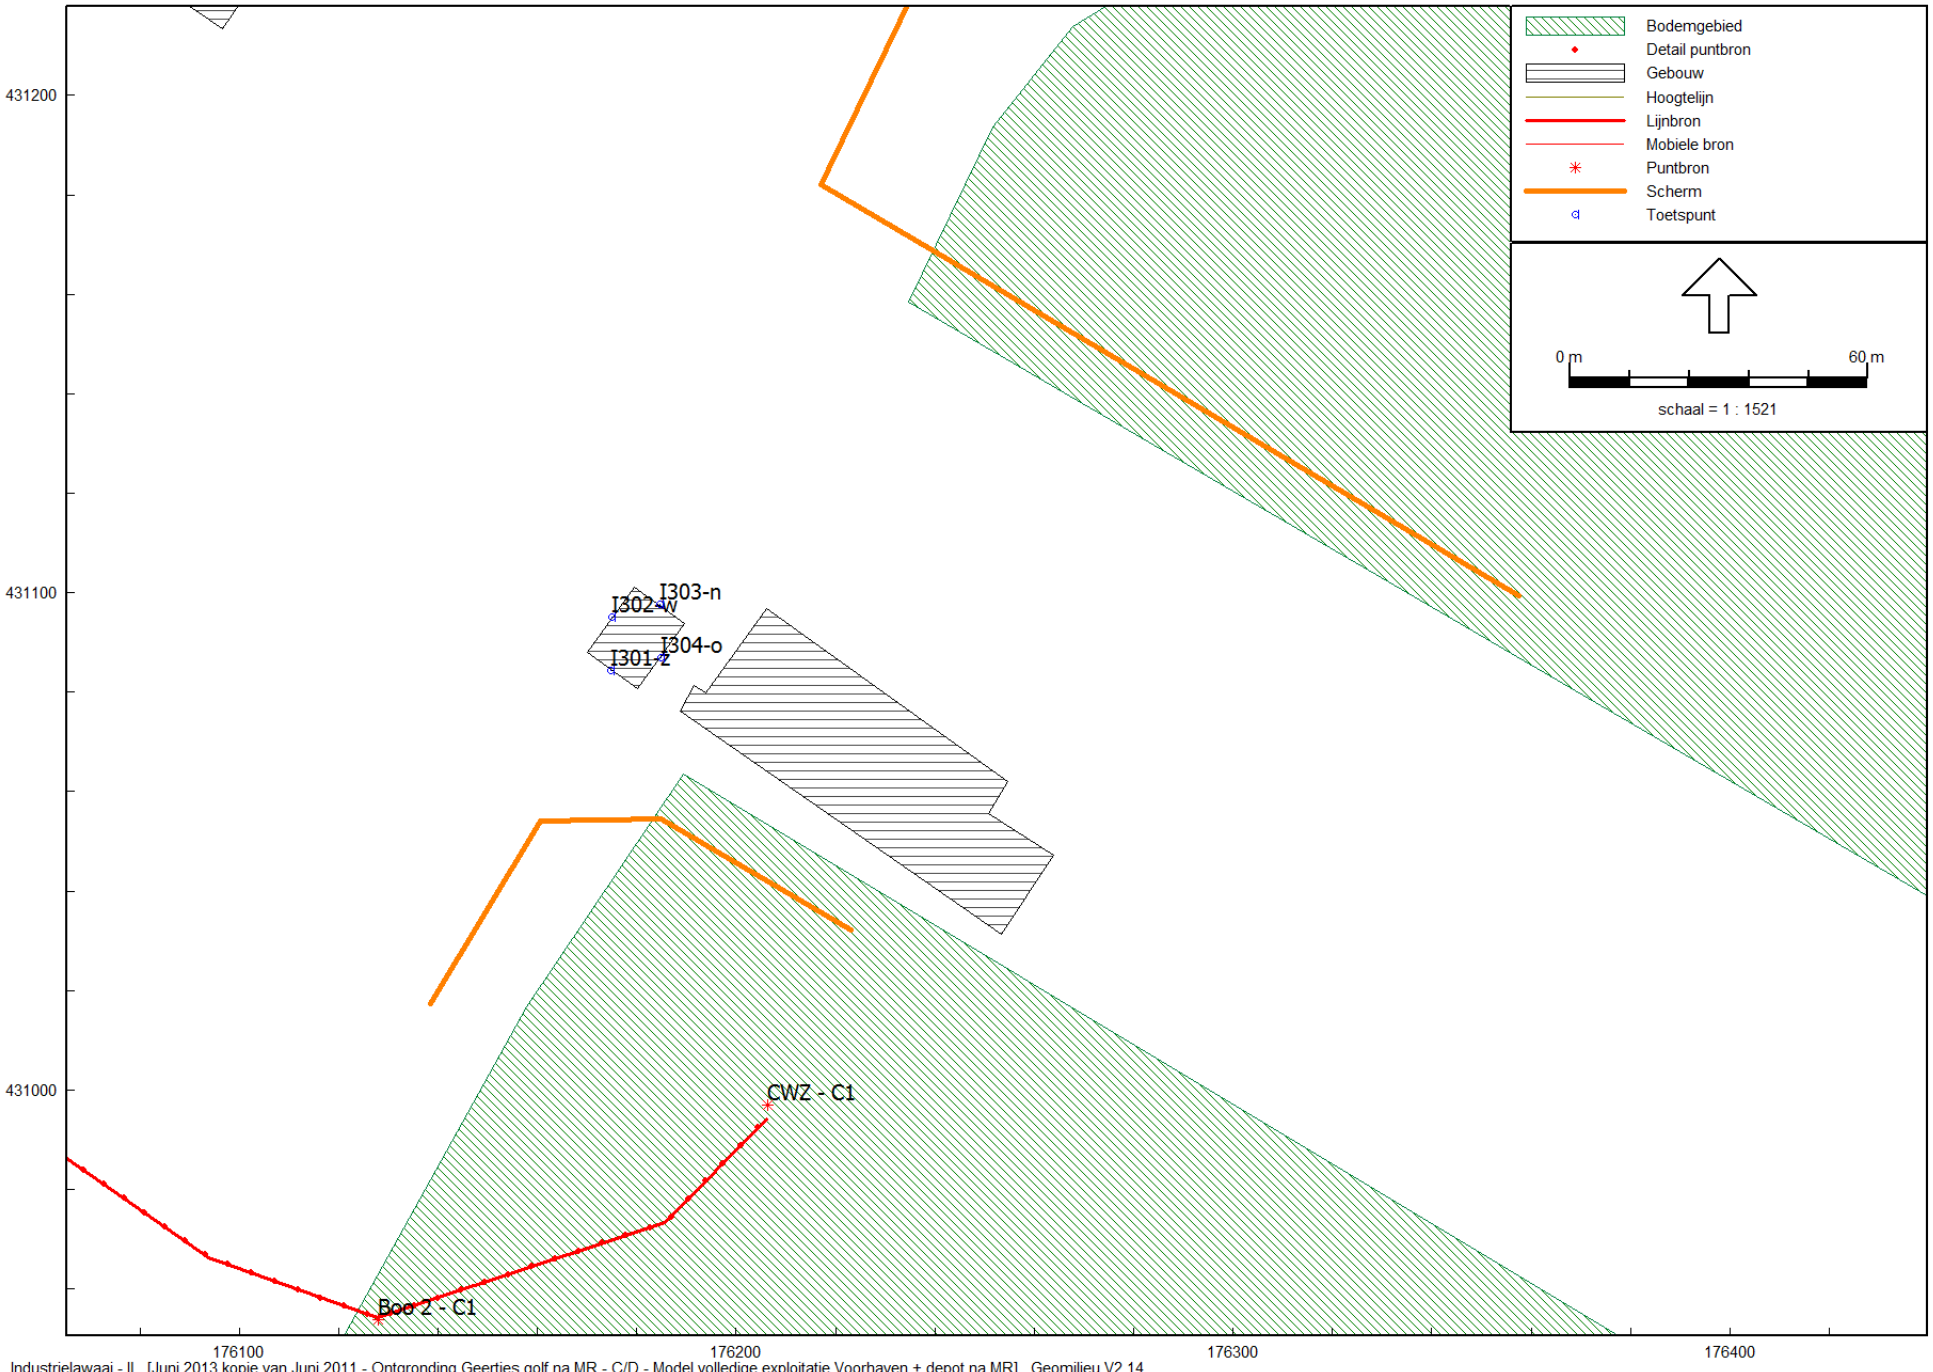 Bodemgebied
Detail puntbron
Gebouw
Hoogtelijn
Lijnbron
Mobiele bron
Puntbron
Scherm
Toetspunt
0 m 60 m
schaal = 1 : 1521
431200
431100
431000
I303-n
I302-w
I304-o
I301-z
CWZ - C1
Boo 2 - C1
176100 176200 176300 176400
Industrielawaai - IL, [Juni 2013 kopie van Juni 2011 - Ontgronding Geertjes golf na MR - C/D - Model volledige exploitatie Voorhaven + depot na MR], Geomilieu V2.14